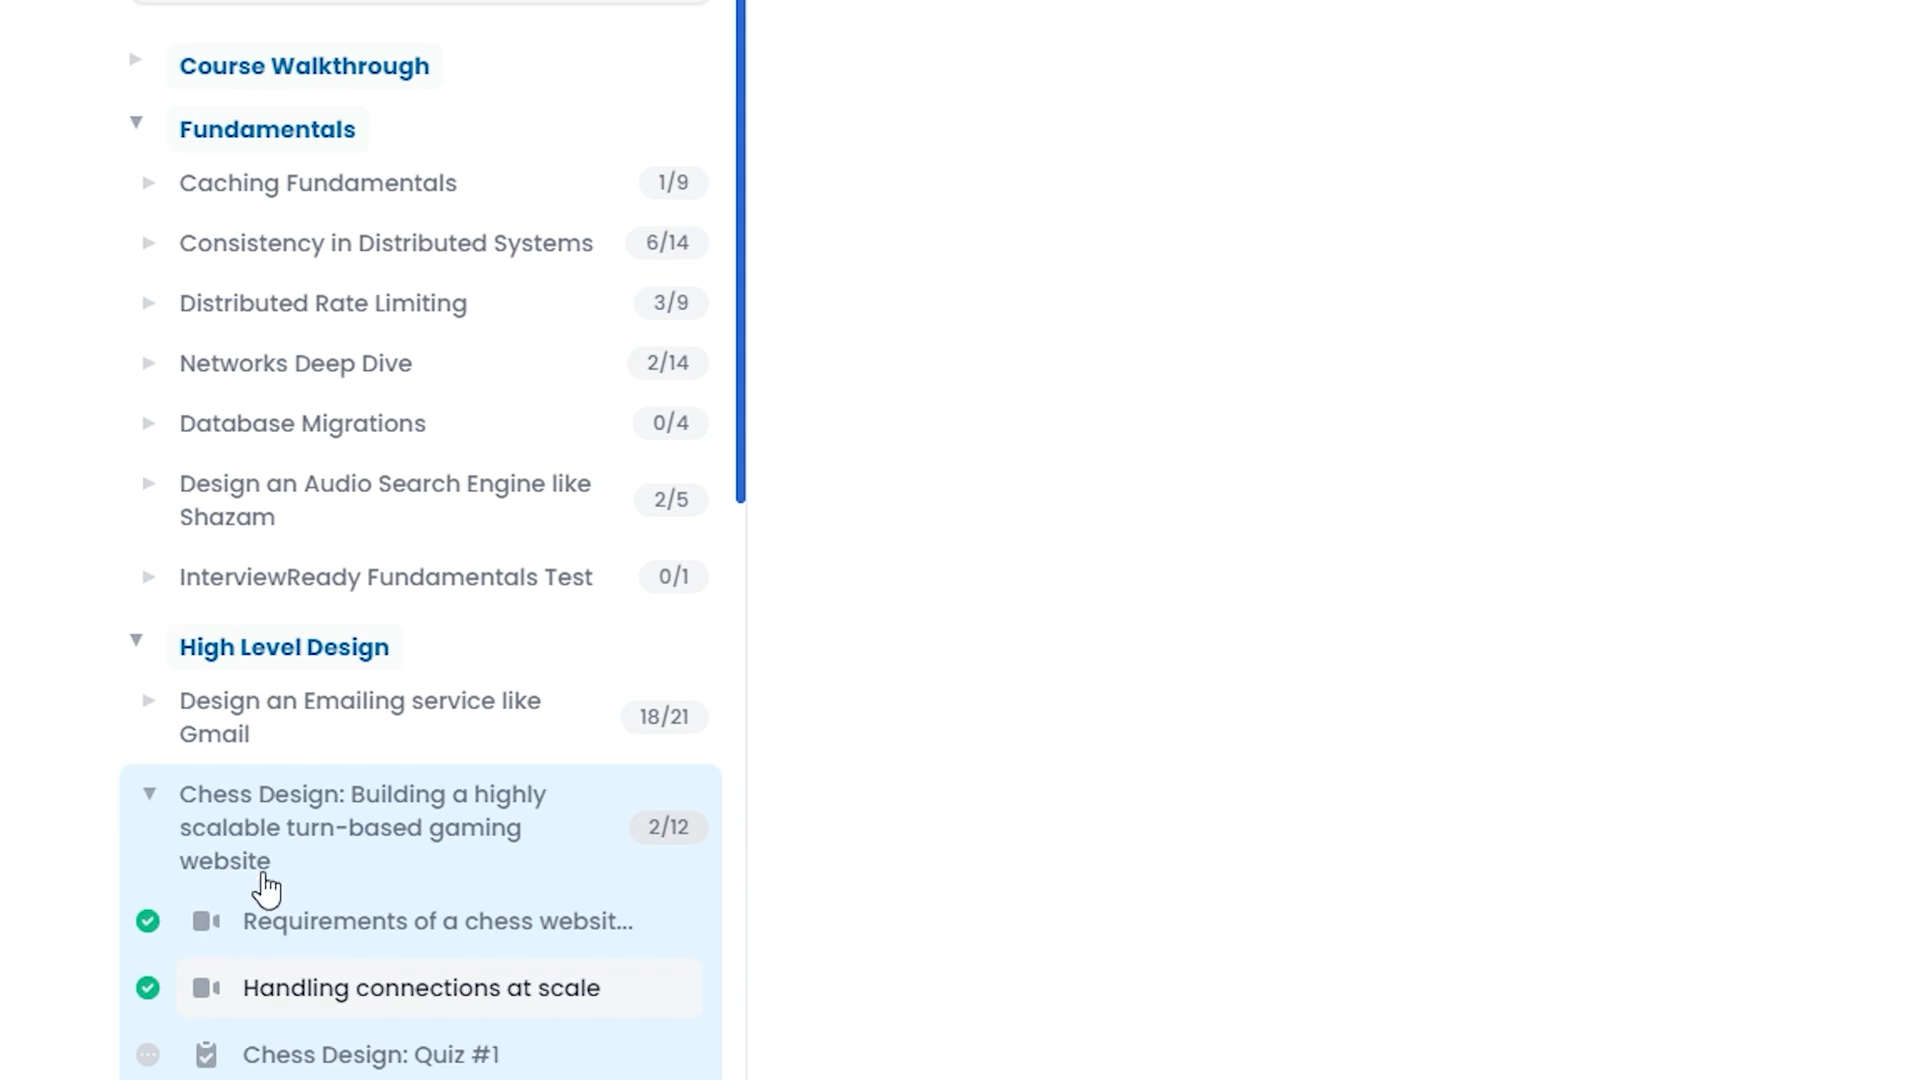 Course Walkthrough
Fundamentals
Caching Fundamentals 1/9
Consistency in Distributed Systems 6/14
Distributed Rate Limiting 3/9
Networks Deep Dive 2/14
Database Migrations 0/4
Design an Audio Search Engine like
Shazam 2/5
InterviewReady Fundamentals Test 0/1
High Level Design
Design an Emailing service like
Gmail 18/21
Chess Design: Building a highly
scalable turn-based gaming 2/12
website
Requirements of a chess websit...
Handling connections at scale
Chess Design: Quiz #1